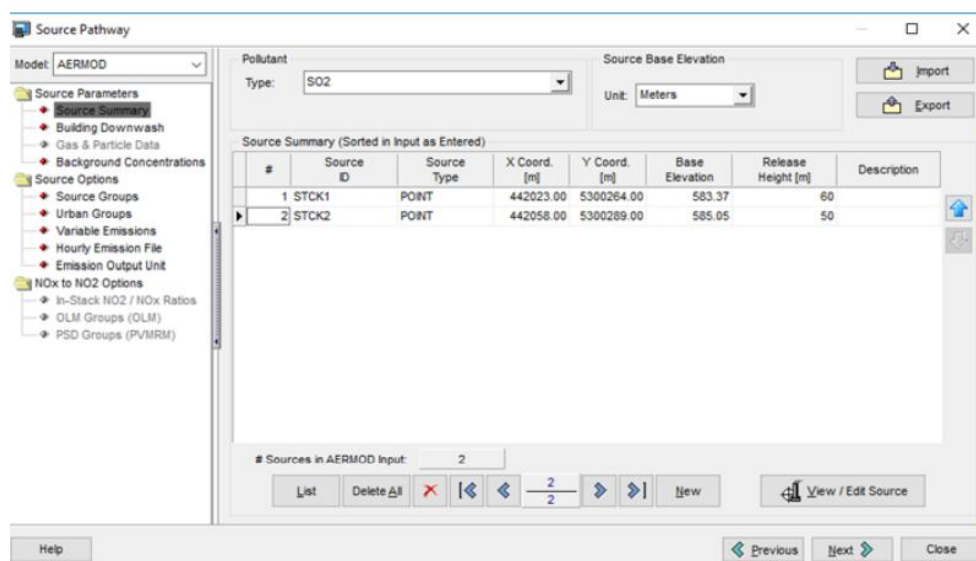 Source Pathway
Model: AERMOD
Source Parameters
Source Summary
Building Downwash
Gas & Particle Data
Background Concentrations
Source Options
Source Groups
Urban Groups
Variable Emissions
Hourly Emission File
Emission Output Unit
NOx to NO2 Options
In-Stack NO2 / NOx Ratios
OLM Groups (OLM)
PSD Groups (PVMRM)
Pollutant
Type: SO2
Source Base Elevation
Unit: Meters
Import
Export
Source Summary (Sorted in Input as Entered)
# Source ID Source Type X Coord. [m] Y Coord. [m] Base Elevation Release Height [m] Description
1 STCK1 POINT 442023.00 5300264.00 583.37 60
2 STCK2 POINT 442058.00 5300289.00 585.05 50
# Sources in AERMOD Input: 2
List Delete All 2 2 New View / Edit Source
Help Previous Next Close